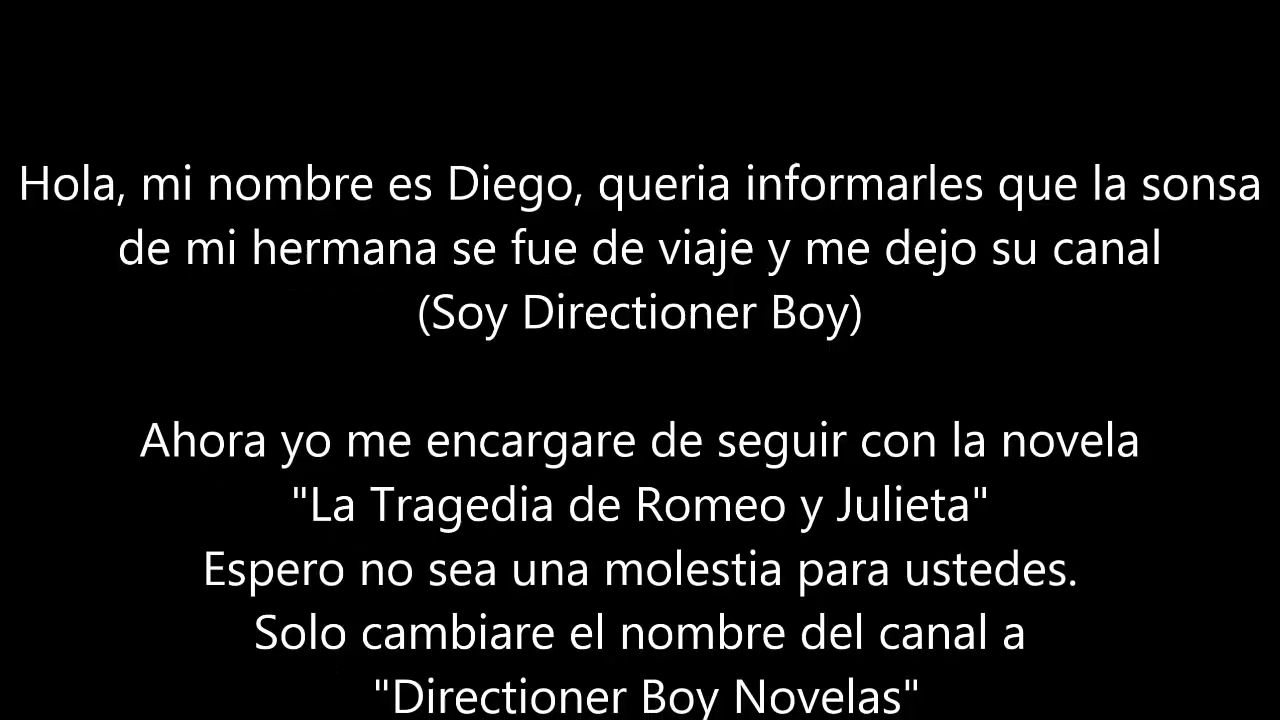 Hola, mi nombre es Diego, queria informarles que la sonsa
de mi hermana se fue de viaje y me dejo su canal
(Soy Directioner Boy)
Ahora yo me encargare de seguir con la novela
"La Tragedia de Romeo y Julieta"
Espero no sea una molestia para ustedes.
Solo cambiare el nombre del canal a
"Directioner Boy Novelas"